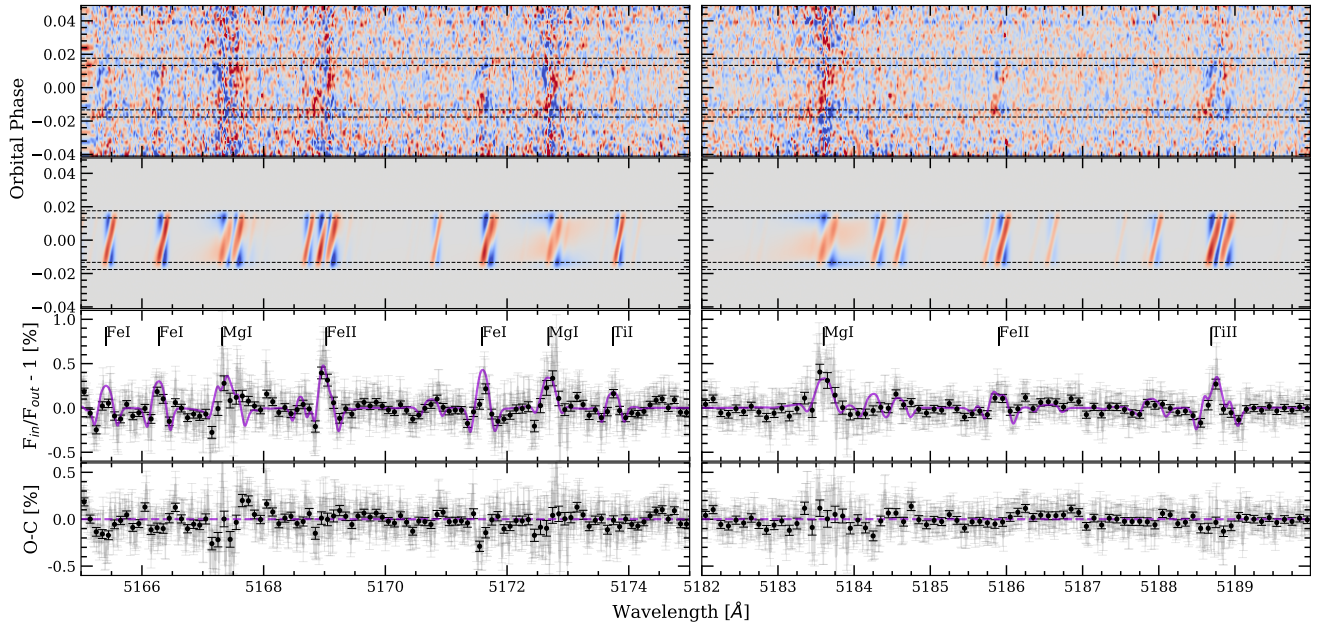 Orbital Phase
0.04
0.02
0.00
−0.02
−0.04
0.04
0.02
0.00
−0.02
−0.04
F_in/F_out - 1 [%]
1.0
0.5
0.0
-0.5
FeI FeI MgI FeII FeI MgI TiI
MgI FeII TiII
O-C [%]
0.5
0.0
-0.5
5166 5168 5170 5172 5174
5182 5183 5184 5185 5186 5187 5188 5189
Wavelength [Å]